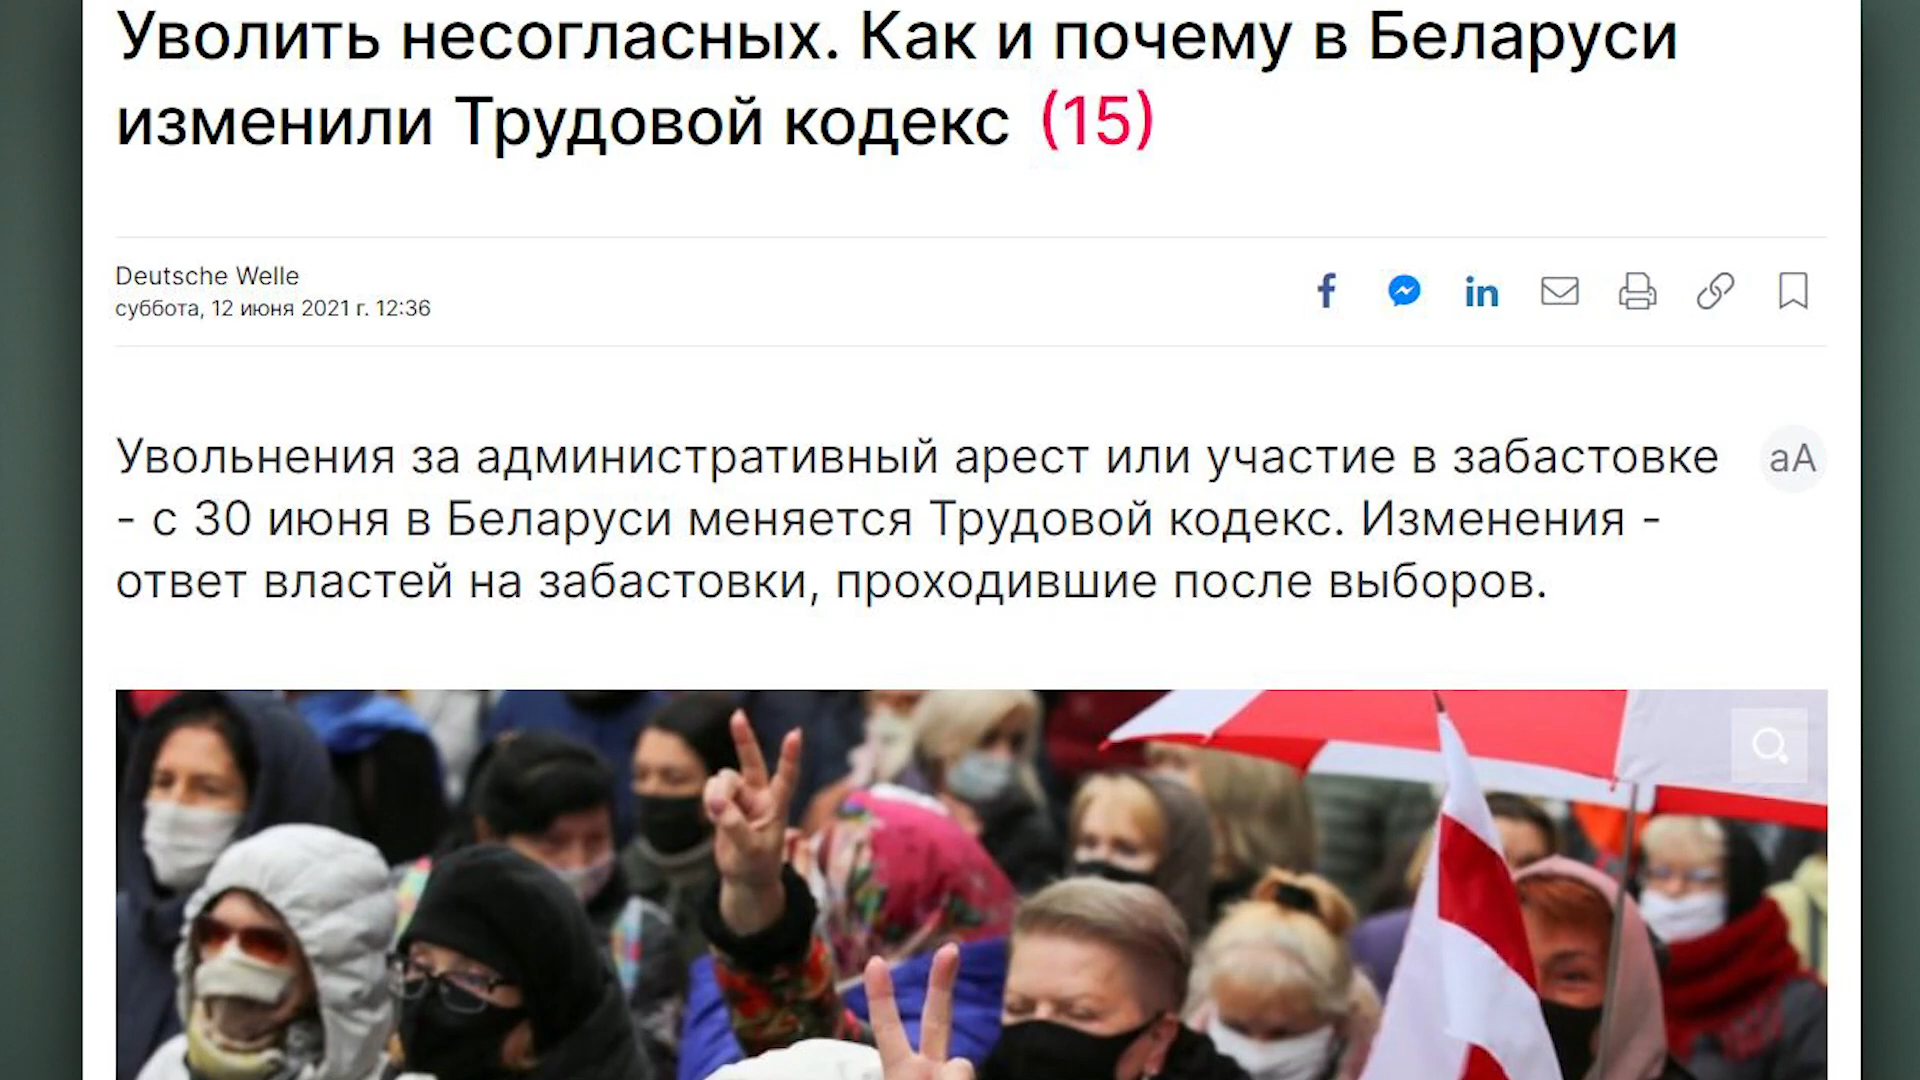 Уволить несогласных. Как и почему в Беларуси
изменили Трудовой кодекс (15)
Deutsche Welle
суббота, 12 июня 2021 г. 12:36
Увольнения за административный арест или участие в забастовке
- с 30 июня в Беларуси меняется Трудовой кодекс. Изменения -
ответ властей на забастовки, проходившие после выборов.
aA